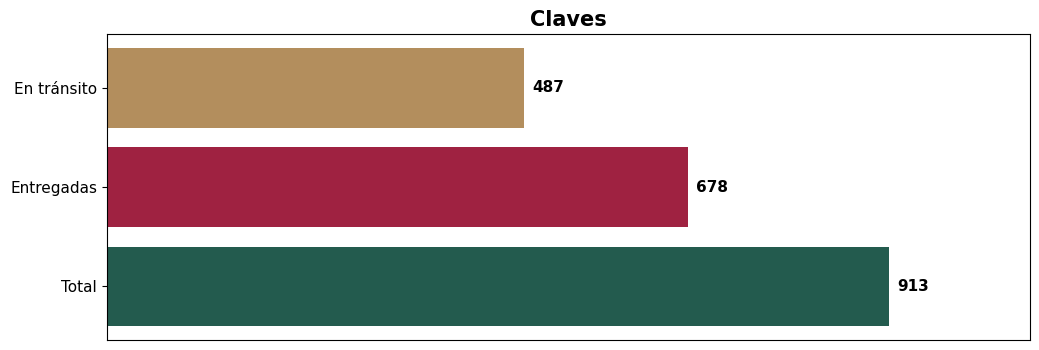 Claves
En tránsito 487
Entregadas 678
Total 913